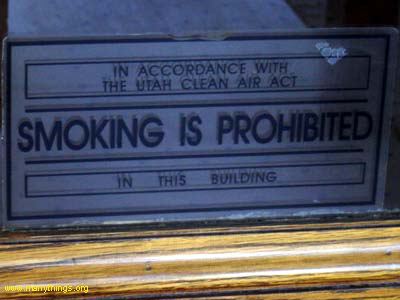 IN ACCORDANCE WITH
THE UTAH CLEAN AIR ACT
SMOKING IS PROHIBITED
IN THIS BUILDING
www.manythings.org